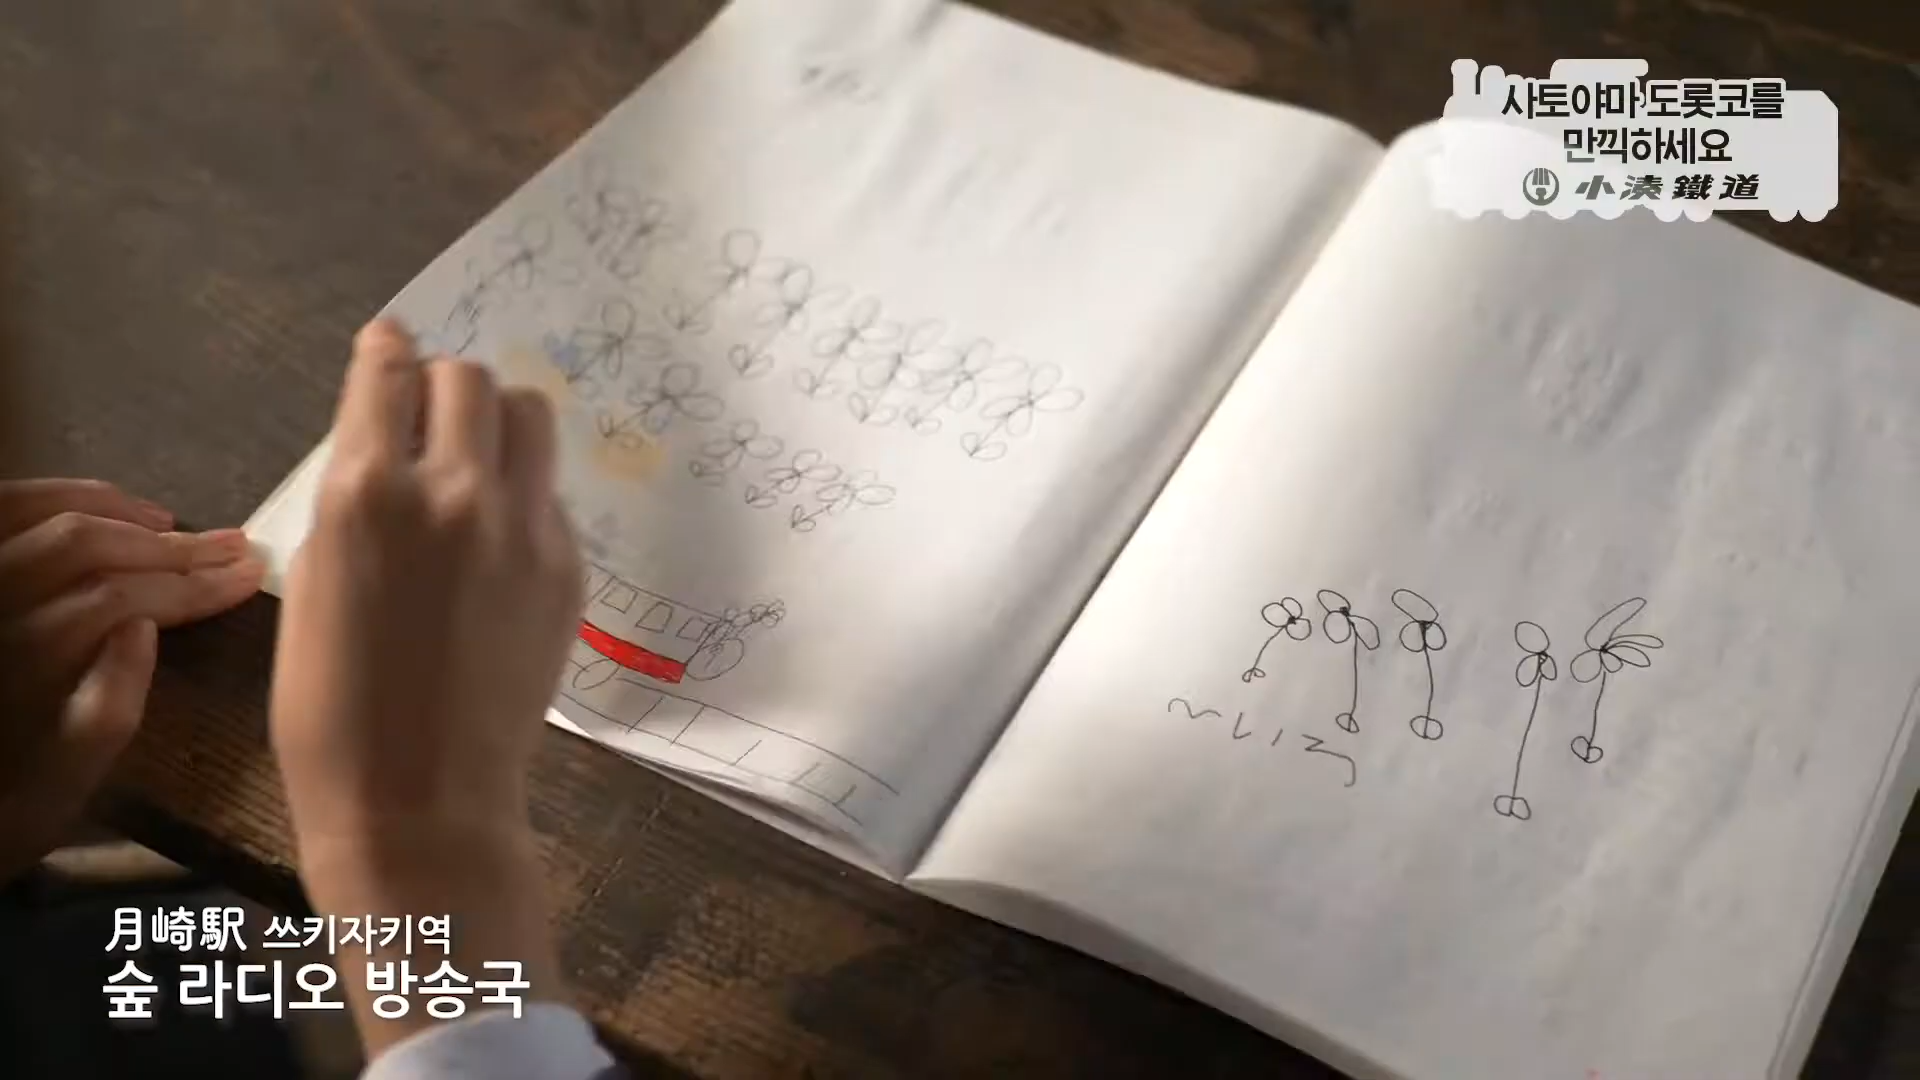 사토야마 도롯코를
만끽하세요
小湊鐵道
月崎駅 쓰키자키역
숲 라디오 방송국